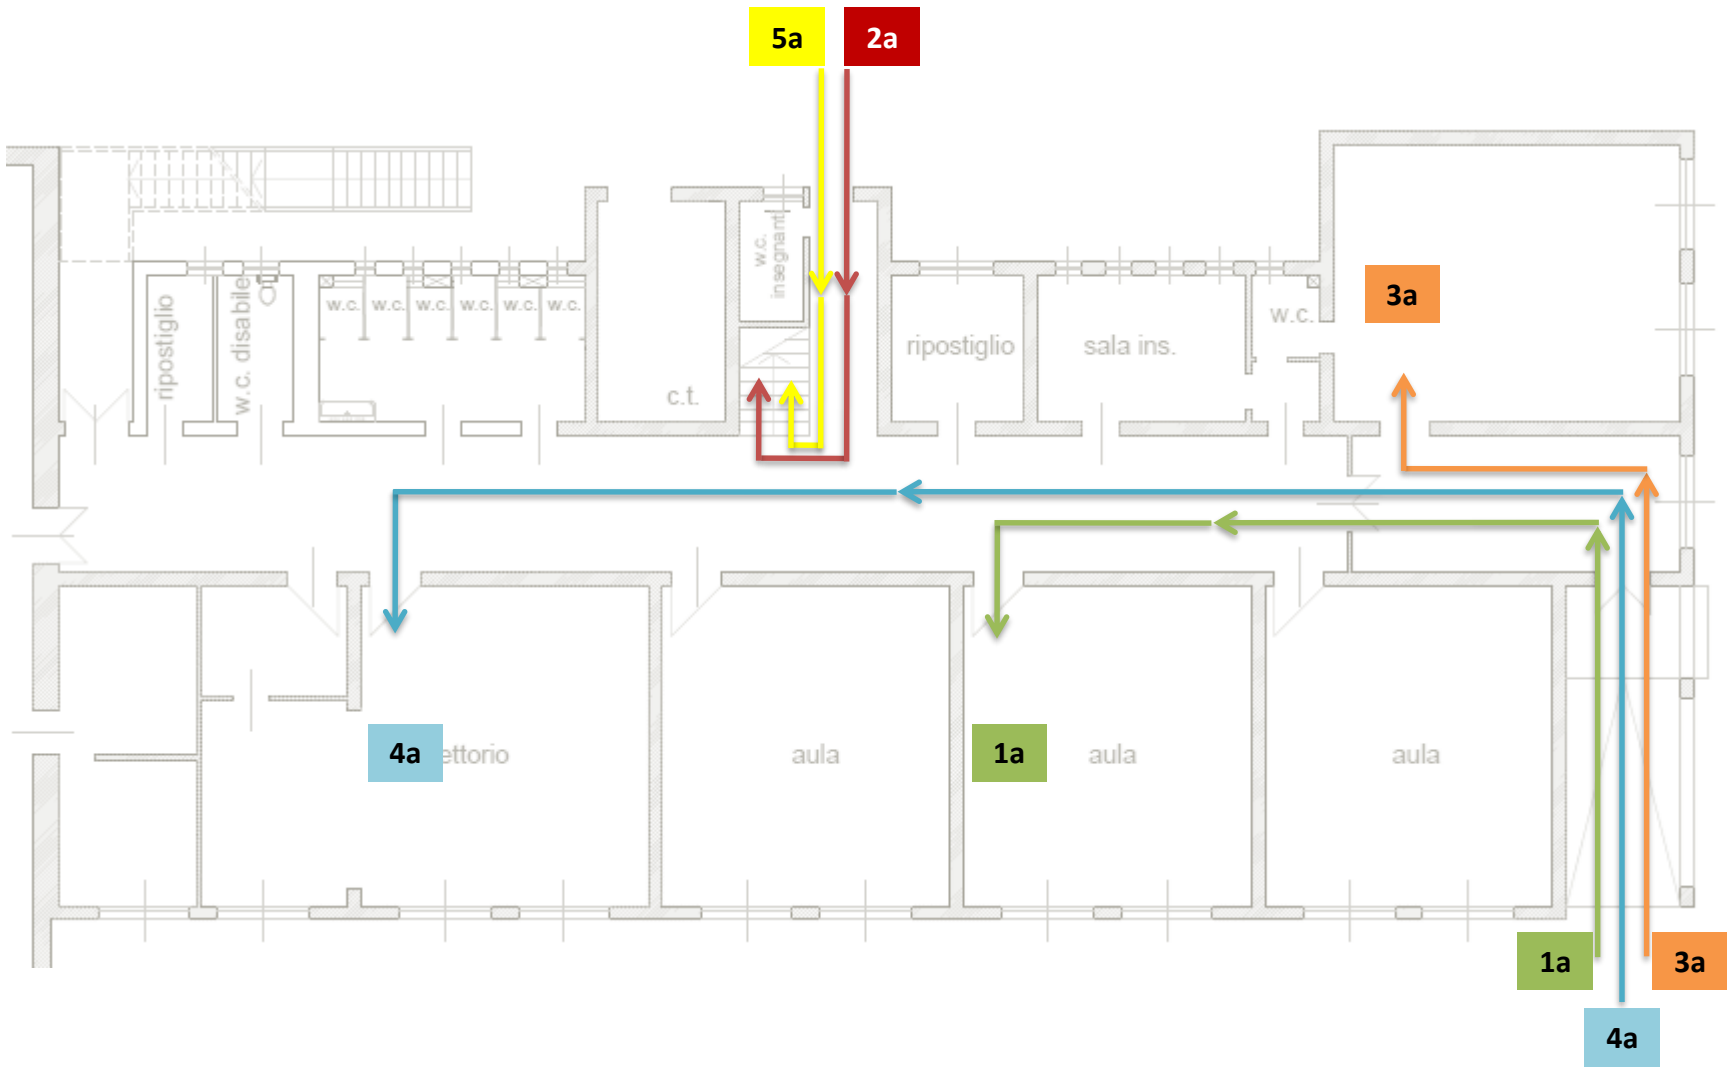 5a
2a
w.c.
insegnanti
ripostiglio
w.c. disabile
w.c.
w.c.
w.c.
w.c.
w.c.
w.c.
c.t.
ripostiglio
sala ins.
w.c.
3a
4a
ettorio
aula
1a
aula
aula
1a
3a
4a